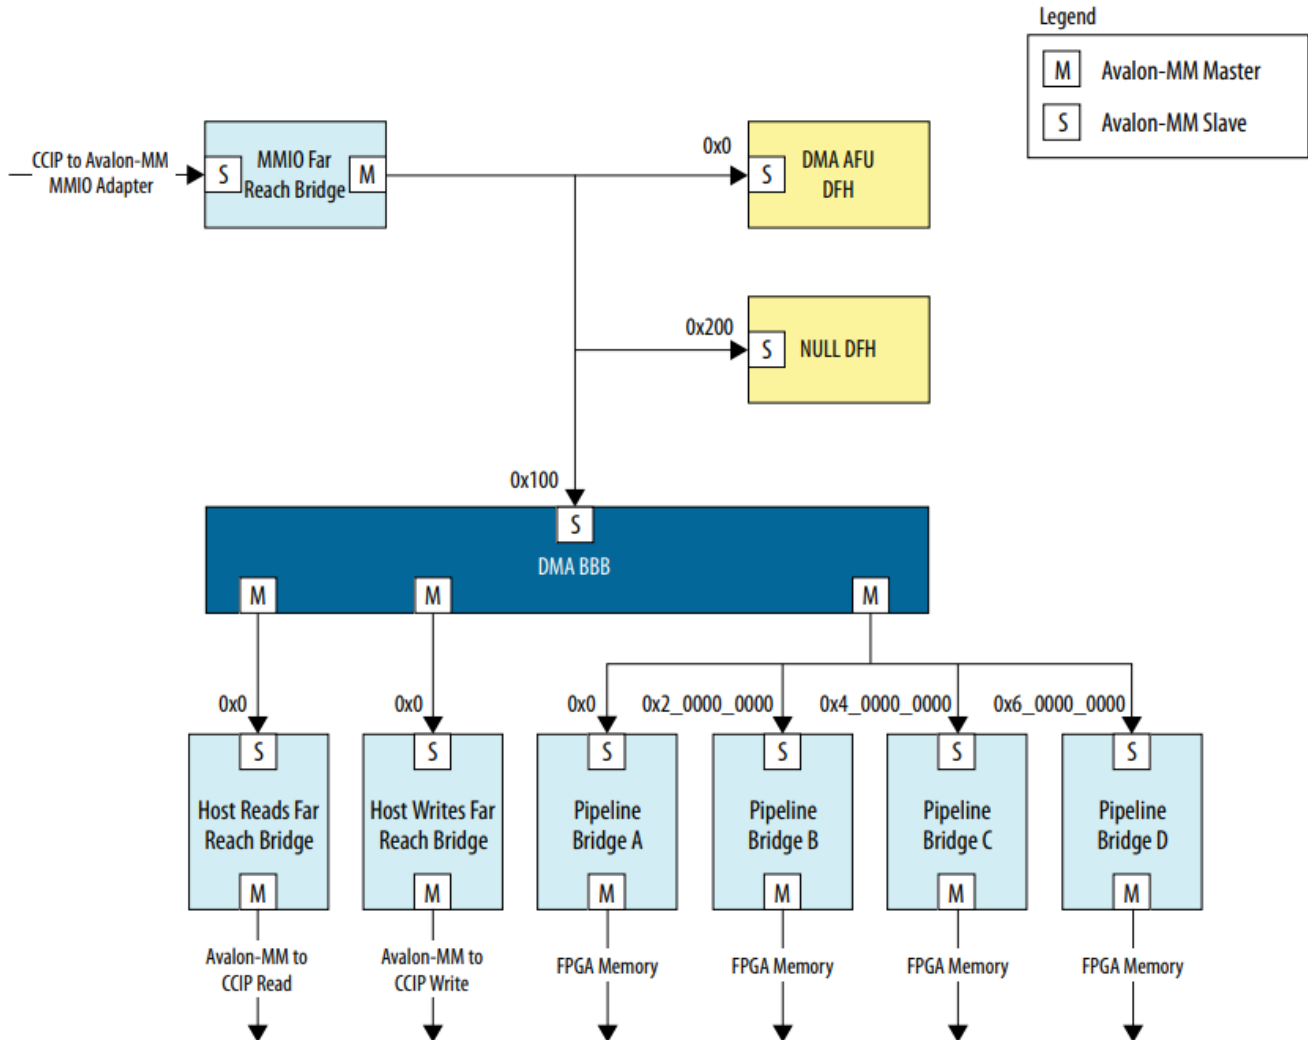 Legend
M Avalon-MM Master
S Avalon-MM Slave
CCIP to Avalon-MM
MMIO Adapter
S
MMIO Far
Reach Bridge
M
0x0
S
DMA AFU
DFH
0x200
S
NULL DFH
0x100
S
DMA BBB
M
M
M
0x0
0x0
0x0
0x2_0000_0000
0x4_0000_0000
0x6_0000_0000
S
S
S
S
S
S
Host Reads Far
Reach Bridge
Host Writes Far
Reach Bridge
Pipeline
Bridge A
Pipeline
Bridge B
Pipeline
Bridge C
Pipeline
Bridge D
M
M
M
M
M
M
Avalon-MM to
CCIP Read
Avalon-MM to
CCIP Write
FPGA Memory
FPGA Memory
FPGA Memory
FPGA Memory